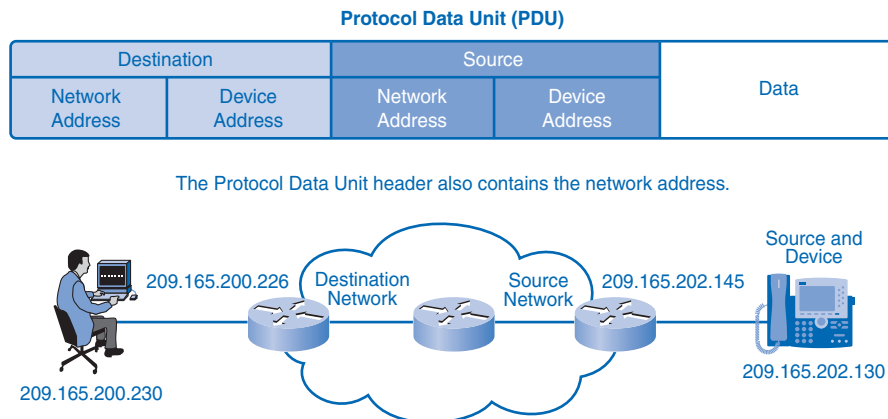 Protocol Data Unit (PDU)
Destination
Source
Data
Network
Address
Device
Address
Network
Address
Device
Address
The Protocol Data Unit header also contains the network address.
209.165.200.226
Destination
Network
Source
Network
209.165.202.145
Source and
Device
209.165.200.230
209.165.202.130